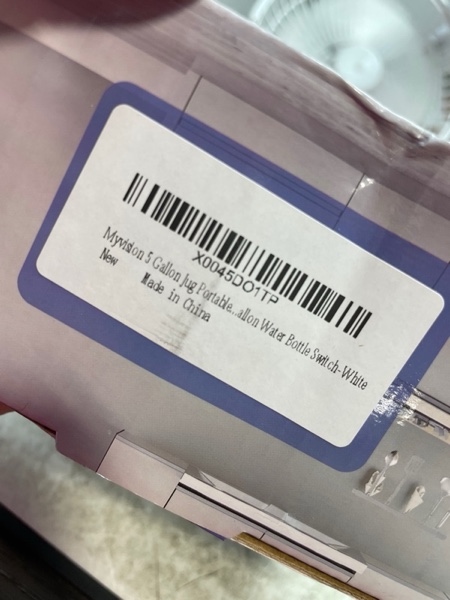 X0045DO1TP
Myvision 5 Gallon Jug Portable...allon Water Bottle Switch-White
New
Made in China